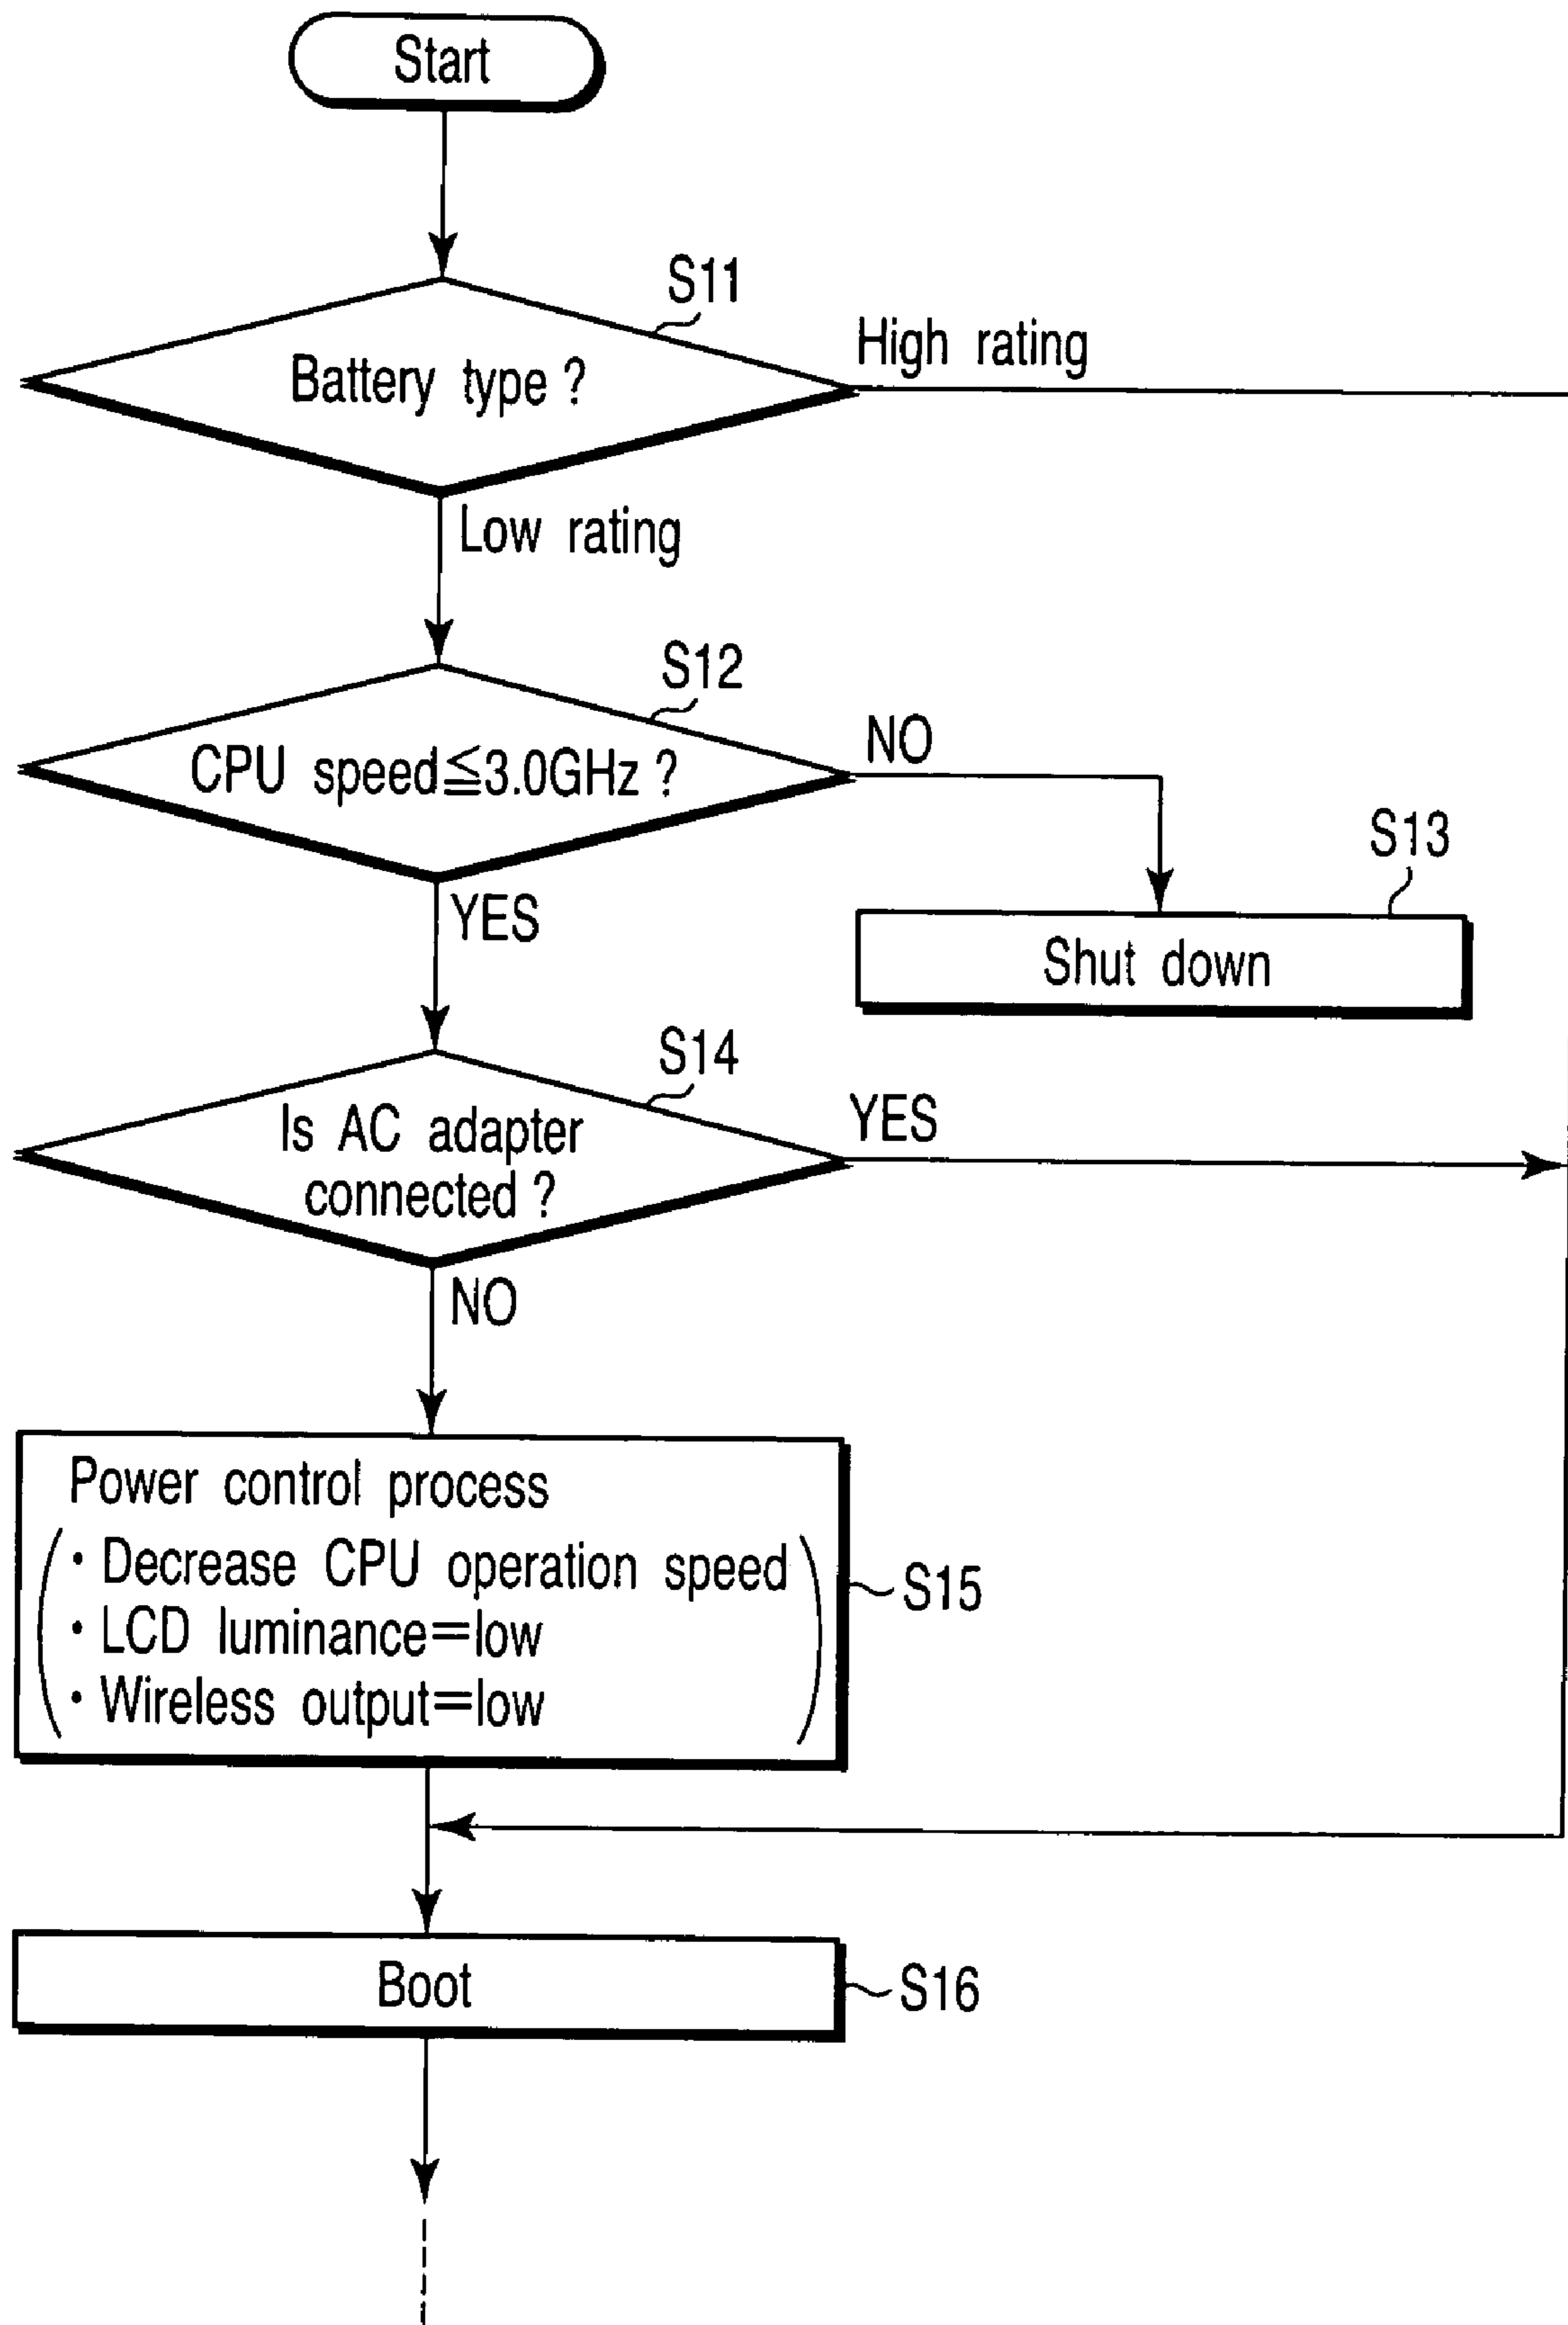 Start
S11
Battery type ?
High rating
Low rating
S12
CPU speed≦3.0GHz ?
NO
S13
YES
Shut down
S14
Is AC adapter
connected ?
YES
NO
Power control process
・Decrease CPU operation speed
・LCD luminance=low
・Wireless output=low
S15
Boot
S16